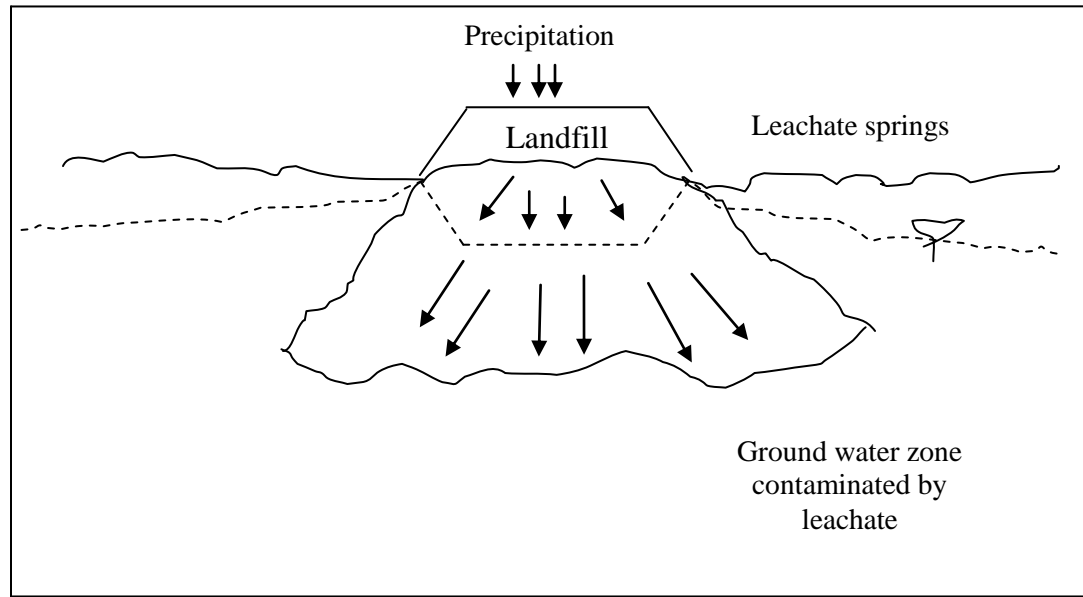 Precipitation
Landfill
Leachate springs
Ground water zone
contaminated by
leachate